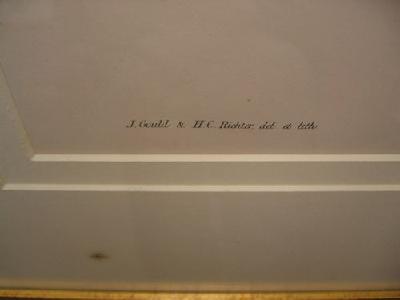 J. Gould & H.C. Richter, del et lith